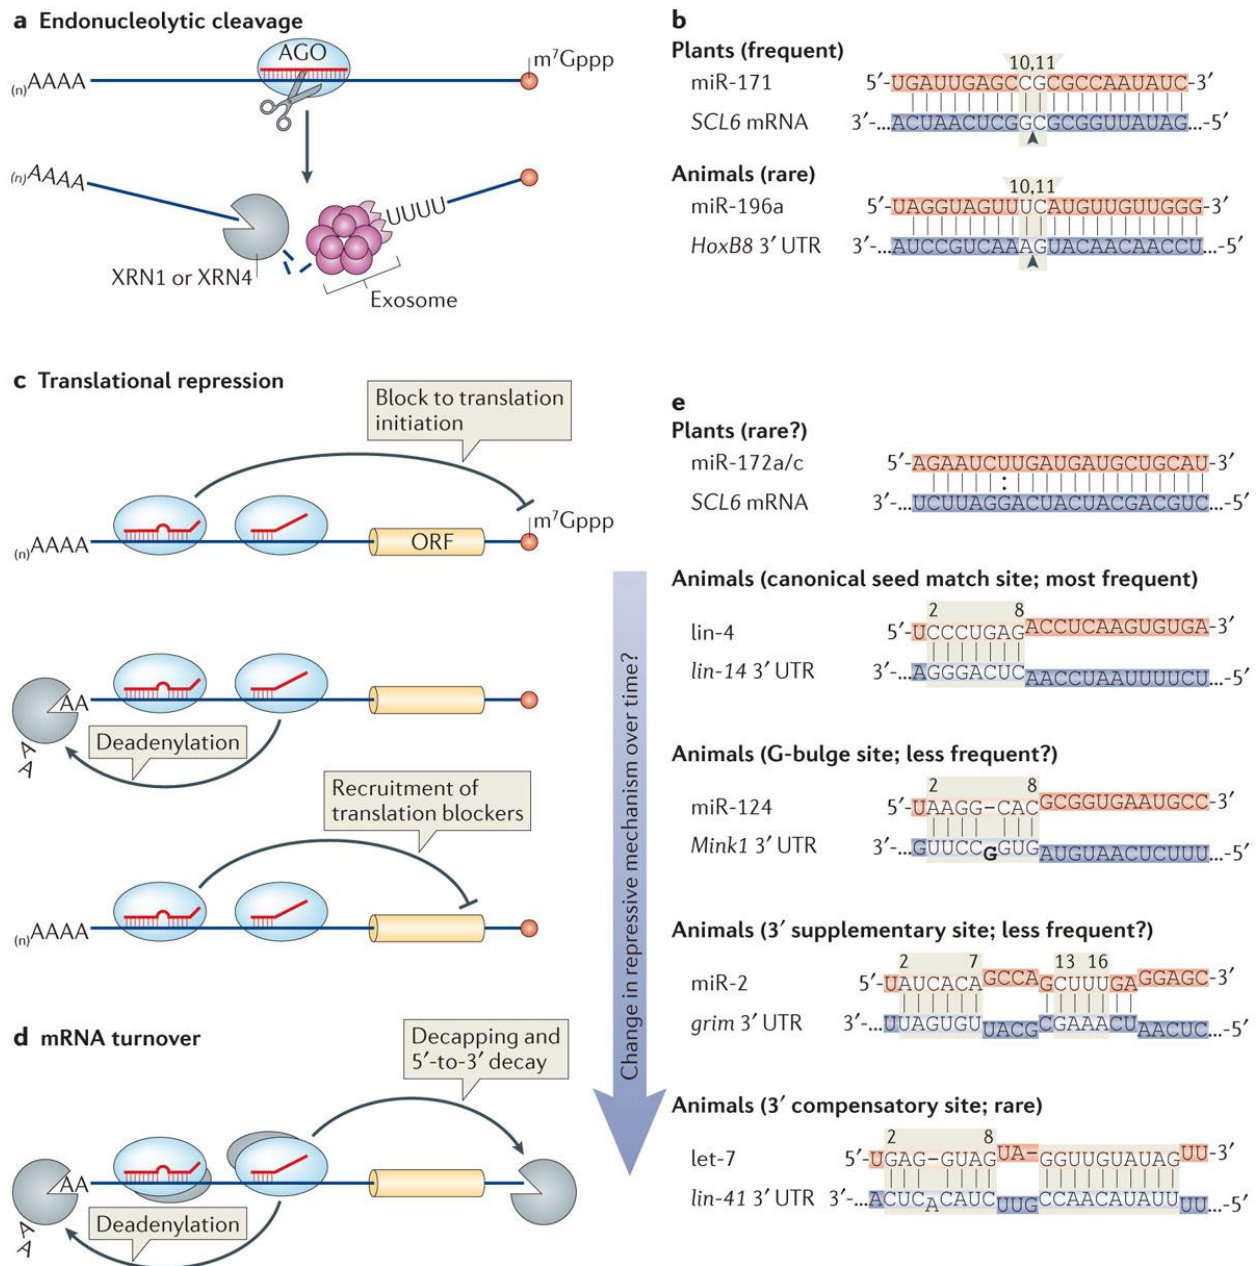 a Endonucleolytic cleavage
AGO
m⁷Gppp
(n)AAAA
(n)AAAA
UUUU
XRN1 or XRN4
Exosome
b
Plants (frequent)
10,11
miR-171 5′-UGAUUGAGCCGCGCCAAUAUC-3′
SCL6 mRNA 3′-...ACUAACUCGGCGCGGUUAUAG...-5′
Animals (rare)
10,11
miR-196a 5′-UAGGUAGUUUCAUGUUGUUGGG-3′
HoxB8 3′ UTR 3′-...AUCCGUCAAAGUACAACAACCU...-5′
c Translational repression
Block to translation
initiation
m⁷Gppp
(n)AAAA
ORF
AA
A
A
Deadenylation
Recruitment of
translation blockers
(n)AAAA
d mRNA turnover
Decapping and
5′-to-3′ decay
AA
A
A
Deadenylation
Change in repressive mechanism over time?
e
Plants (rare?)
miR-172a/c 5′-AGAAUCUUGAUGAUGCUGCAU-3′
SCL6 mRNA 3′-...UCUUAGGACUACUACGACGUC...-5′
Animals (canonical seed match site; most frequent)
2 8
lin-4 5′-UCCCUGAGACCUCAAGUGUGA-3′
lin-14 3′ UTR 3′-...AGGGACUCAACCUAAUUUUCU...-5′
Animals (G-bulge site; less frequent?)
2 8
miR-124 5′-UAAGG-CACGCGGUGAAUGCC-3′
Mink1 3′ UTR 3′-...GUUCCGGUGAUGUAACUCUUU...-5′
Animals (3′ supplementary site; less frequent?)
2 7 13 16
miR-2 5′-UAUCACAGCCAGCUUUGAGGAGC-3′
grim 3′ UTR 3′-...UUAGUGUUACGCGAAACUAACUC...-5′
Animals (3′ compensatory site; rare)
2 8
let-7 5′-UGAG-GUAGUA-GGUUGUAUAGUU-3′
lin-41 3′ UTR 3′-...ACUCACAUCUUGCCAACAUAUUUU...-5′